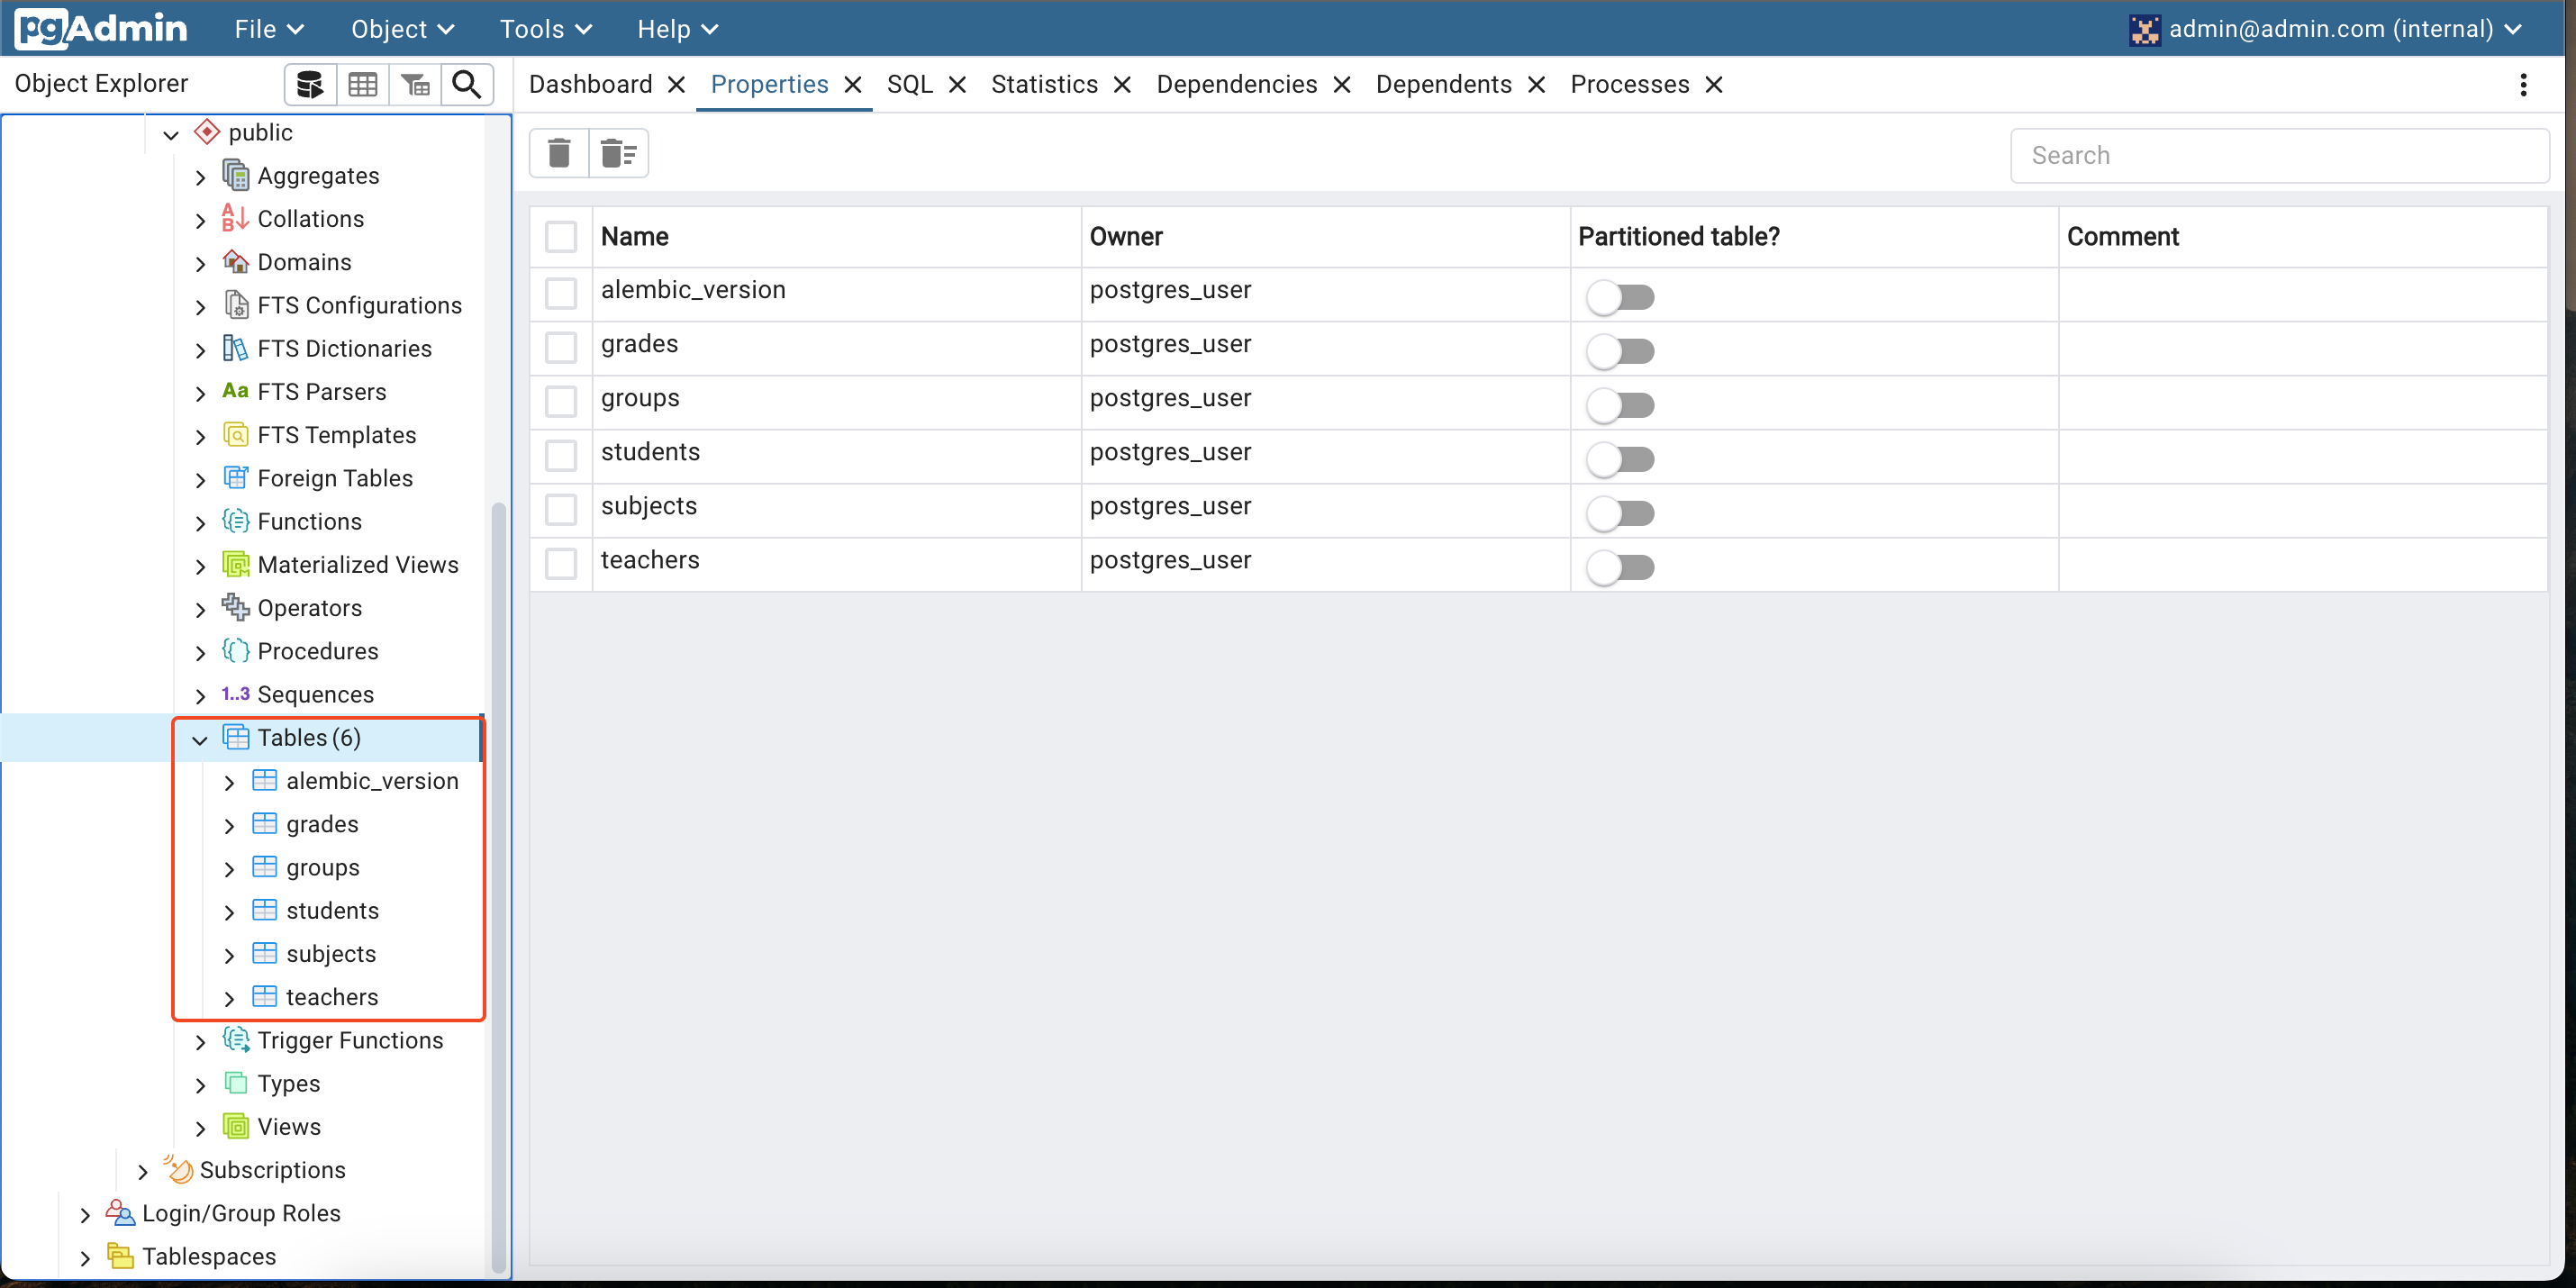 pgAdmin File Object Tools Help admin@admin.com (internal)
Object Explorer
Dashboard Properties SQL Statistics Dependencies Dependents Processes
Search
public
Aggregates
Collations
Domains
FTS Configurations
FTS Dictionaries
Aa FTS Parsers
FTS Templates
Foreign Tables
Functions
Materialized Views
Operators
Procedures
1..3 Sequences
Tables (6)
alembic_version
grades
groups
students
subjects
teachers
Trigger Functions
Types
Views
Subscriptions
Login/Group Roles
Tablespaces
Name Owner Partitioned table? Comment
alembic_version postgres_user
grades postgres_user
groups postgres_user
students postgres_user
subjects postgres_user
teachers postgres_user